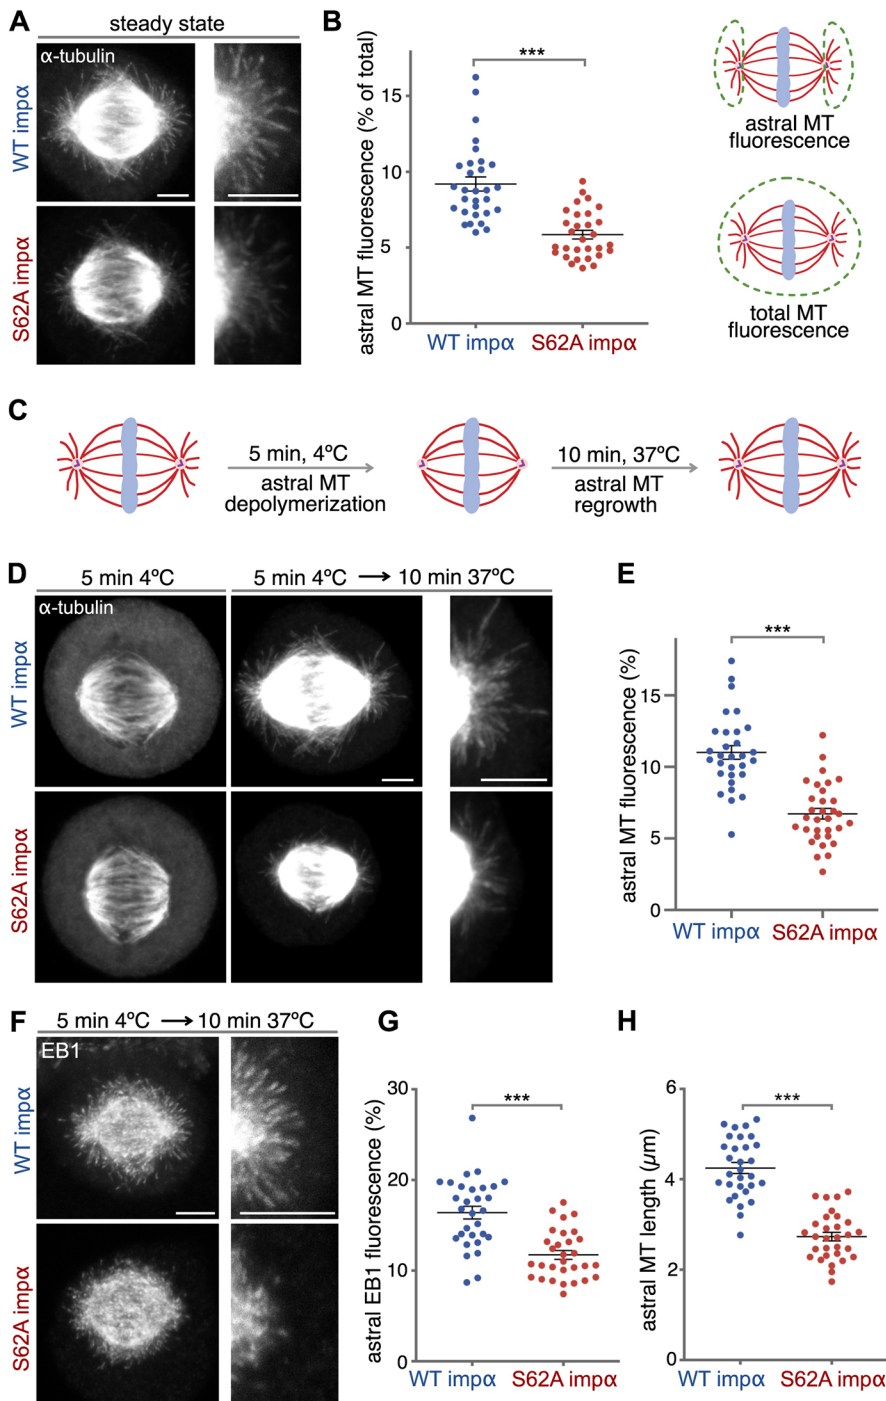 A
steady state
α-tubulin
WT impα
S62A impα
B
astral MT fluorescence (% of total)
15
10
5
0
***
WT impα
S62A impα
astral MT
fluorescence
total MT
fluorescence
C
5 min, 4ºC
astral MT
depolymerization
10 min, 37ºC
astral MT
regrowth
D
5 min 4ºC
5 min 4ºC → 10 min 37ºC
α-tubulin
WT impα
S62A impα
E
astral MT fluorescence (%)
15
10
5
0
***
WT impα
S62A impα
F
5 min 4ºC → 10 min 37ºC
EB1
WT impα
S62A impα
G
astral EB1 fluorescence (%)
30
20
10
0
***
WT impα
S62A impα
H
astral MT length (µm)
6
4
2
0
***
WT impα
S62A impα